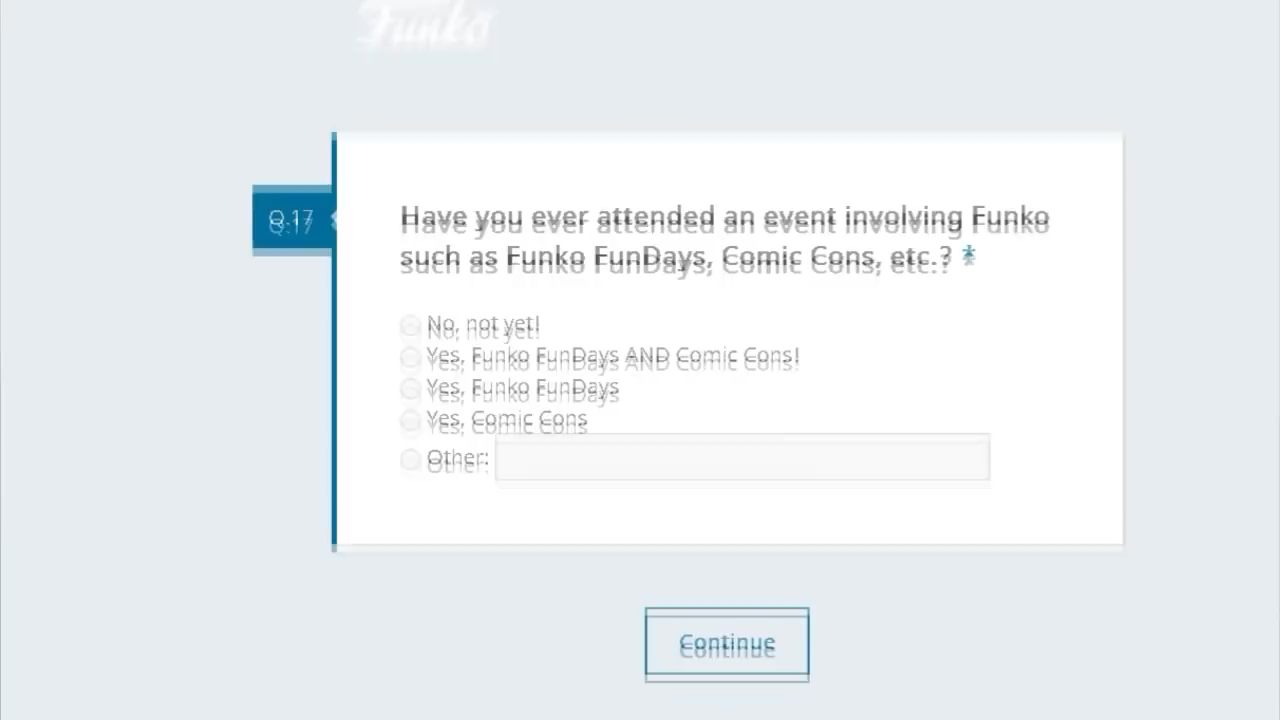 Funko
Q.17
Have you ever attended an event involving Funko
such as Funko FunDays, Comic Cons, etc.? *
No, not yet!
Yes, Funko FunDays AND Comic Cons!
Yes, Funko FunDays
Yes, Comic Cons
Other:
Continue